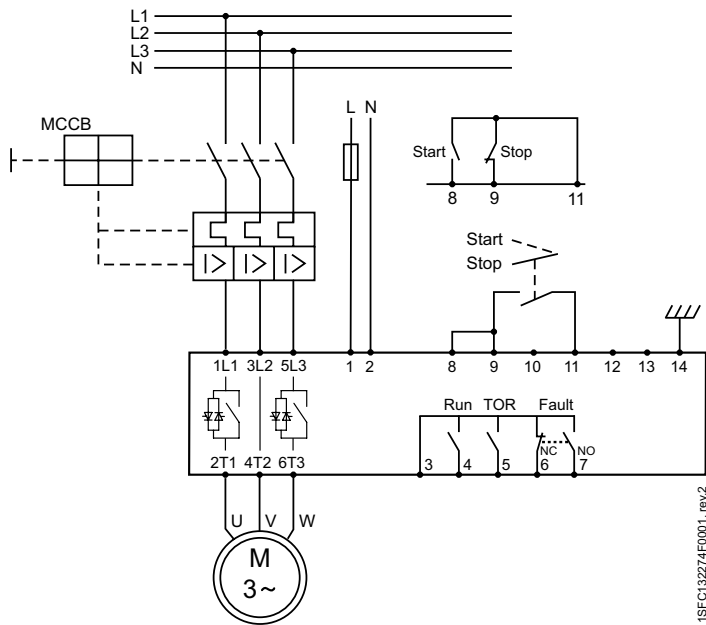 L1
L2
L3
N
MCCB
L N
Start Stop
8 9 11
Start
Stop
I> I> I>
1L1 3L2 5L3 1 2 8 9 10 11 12 13 14
Run TOR Fault
NC NO
2T1 4T2 6T3 3 4 5 6 7
U V W
M
3~
1SFC132274F0001, rev.2